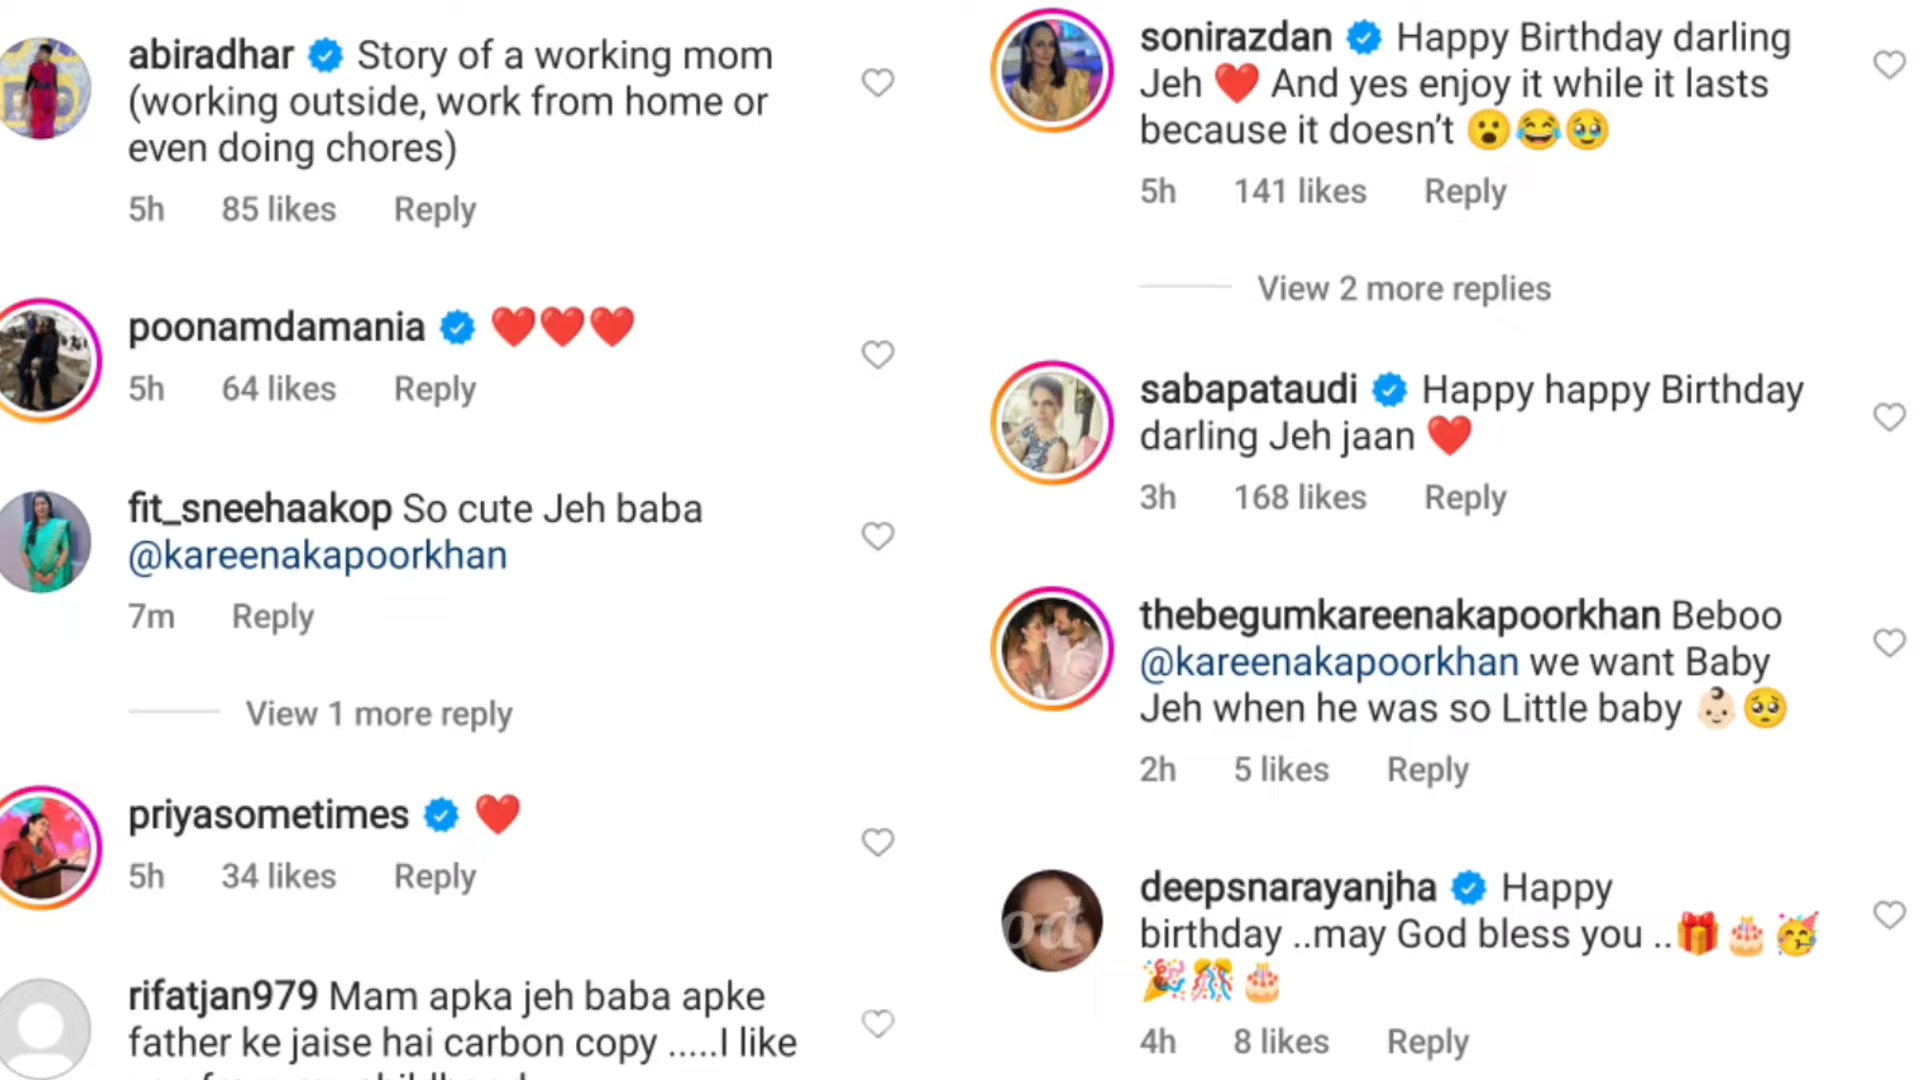 abiradhar Story of a working mom
(working outside, work from home or
even doing chores)
5h 85 likes Reply
poonamdamania ❤️❤️❤️
5h 64 likes Reply
fit_sneehaakop So cute Jeh baba
@kareenakapoorkhan
7m Reply
View 1 more reply
priyasometimes ❤️
5h 34 likes Reply
rifatjan979 Mam apka jeh baba apke
father ke jaise hai carbon copy .....I like
sonirazdan Happy Birthday darling
Jeh ❤️ And yes enjoy it while it lasts
because it doesn’t 😮😂🥹
5h 141 likes Reply
View 2 more replies
sabapataudi Happy happy Birthday
darling Jeh jaan ❤️
3h 168 likes Reply
thebegumkareenakapoorkhan Beboo
@kareenakapoorkhan we want Baby
Jeh when he was so Little baby 👶🏻🥺
2h 5 likes Reply
deepsnarayanjha Happy
birthday ..may God bless you ..🎁🎂🥳
🎉🎊🎂
od
4h 8 likes Reply